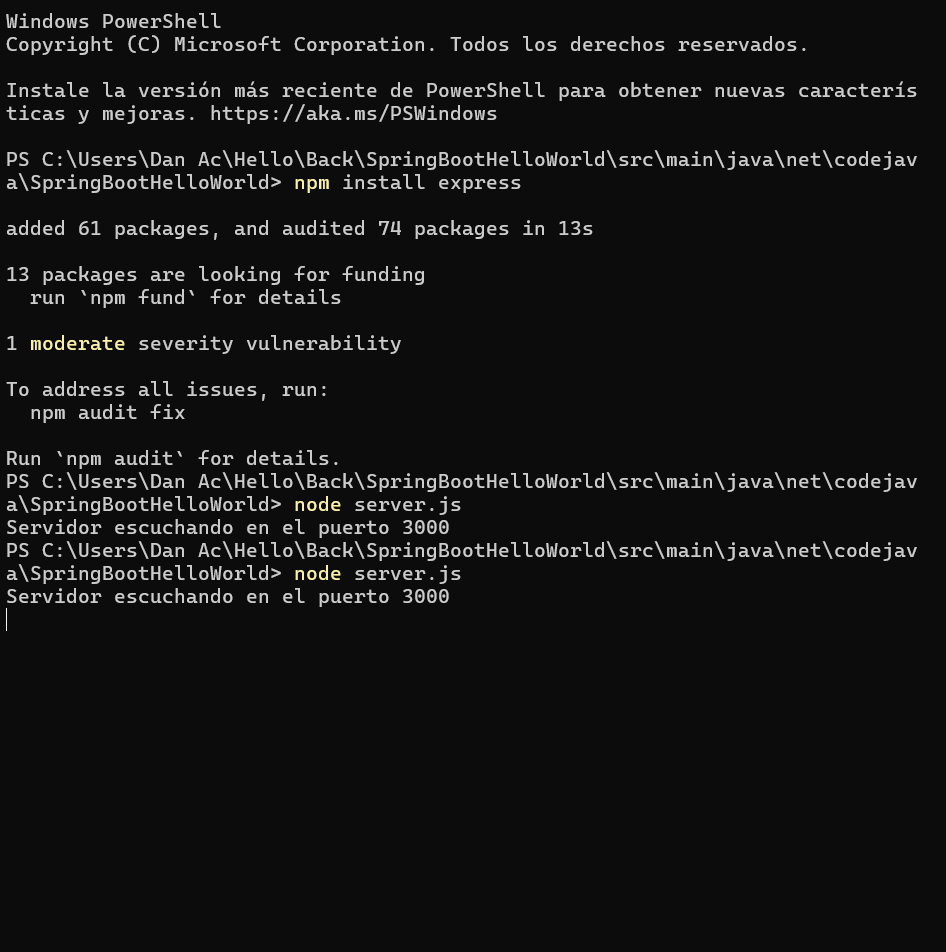 Windows PowerShell
Copyright (C) Microsoft Corporation. Todos los derechos reservados.
Instale la versión más reciente de PowerShell para obtener nuevas caracterís
ticas y mejoras. https://aka.ms/PSWindows
PS C:\Users\Dan Ac\Hello\Back\SpringBootHelloWorld\src\main\java\net\codejav
a\SpringBootHelloWorld> npm install express
added 61 packages, and audited 74 packages in 13s
13 packages are looking for funding
  run `npm fund` for details
1 moderate severity vulnerability
To address all issues, run:
  npm audit fix
Run `npm audit` for details.
PS C:\Users\Dan Ac\Hello\Back\SpringBootHelloWorld\src\main\java\net\codejav
a\SpringBootHelloWorld> node server.js
Servidor escuchando en el puerto 3000
PS C:\Users\Dan Ac\Hello\Back\SpringBootHelloWorld\src\main\java\net\codejav
a\SpringBootHelloWorld> node server.js
Servidor escuchando en el puerto 3000